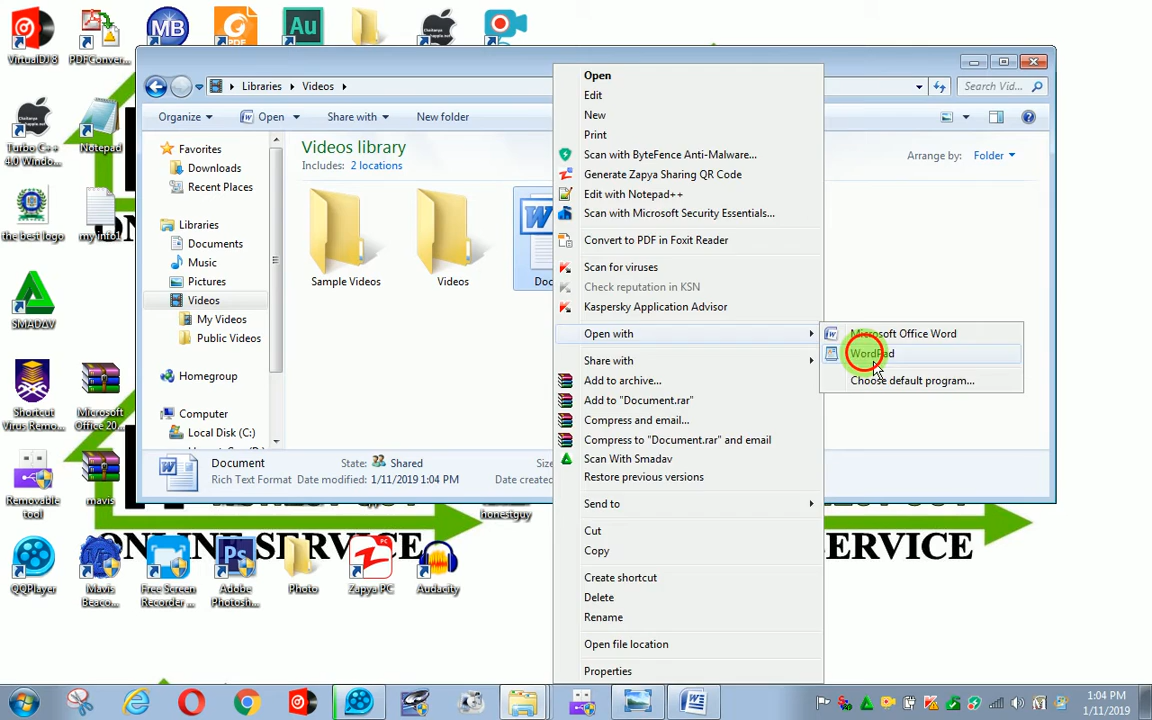 VirtualDJ 8
PDFConver...
MB
PDF
Au
Turbo C++
4.0 Windo...
Notepad
the best logo
my info1
SMADAV
Shortcut
Virus Remo...
Microsoft
Office 20...
Removable
tool
mavis
QQPlayer
Mavis
Beaco...
Free Screen
Recorder ...
Ps
Adobe
Photosh...
Photo
Zapya PC
Audacity
honestguy
ONLINE SERVICE
SERVICE
Libraries
Videos
Search Vid...
Organize
Open
Share with
New folder
Favorites
Downloads
Recent Places
Libraries
Documents
Music
Pictures
Videos
My Videos
Public Videos
Homegroup
Computer
Local Disk (C:)
Videos library
Includes: 2 locations
Arrange by: Folder
Sample Videos
Videos
Doc
Document
Rich Text Format
State: Shared
Date modified: 1/11/2019 1:04 PM
Size
Date created
Open
Edit
New
Print
Scan with ByteFence Anti-Malware...
Generate Zapya Sharing QR Code
Edit with Notepad++
Scan with Microsoft Security Essentials...
Convert to PDF in Foxit Reader
Scan for viruses
Check reputation in KSN
Kaspersky Application Advisor
Open with
Share with
Add to archive...
Add to "Document.rar"
Compress and email...
Compress to "Document.rar" and email
Scan With Smadav
Restore previous versions
Send to
Cut
Copy
Create shortcut
Delete
Rename
Open file location
Properties
Microsoft Office Word
WordPad
Choose default program...
1:04 PM
1/11/2019